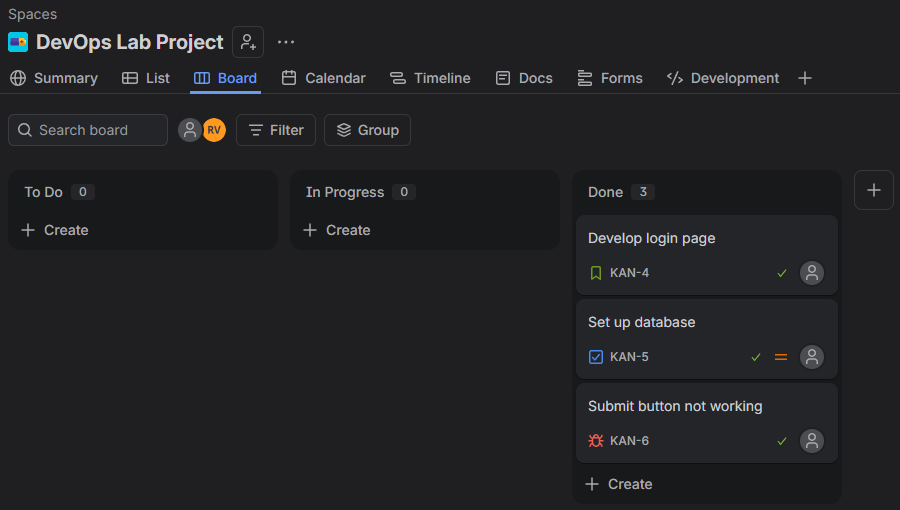 Spaces
DevOps Lab Project
Summary List Board Calendar Timeline Docs Forms Development
Search board RV Filter Group
To Do 0
Create
In Progress 0
Create
Done 3
Develop login page
KAN-4
Set up database
KAN-5
Submit button not working
KAN-6
Create